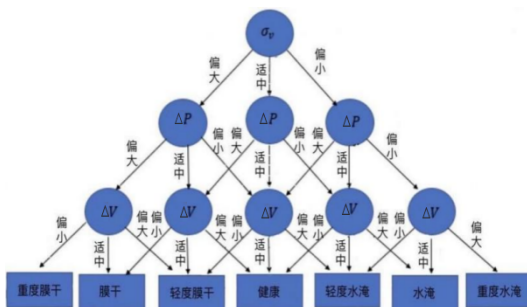 σv
偏大
适中
偏小
ΔP
ΔP
ΔP
偏大
适中
偏小
偏大
适中
偏小
偏大
适中
偏小
ΔV
ΔV
ΔV
ΔV
ΔV
偏小
适中
偏大
偏小
适中
偏大
偏小
适中
偏大
偏小
适中
偏大
偏小
适中
偏大
重度膜干
膜干
轻度膜干
健康
轻度水淹
水淹
重度水淹